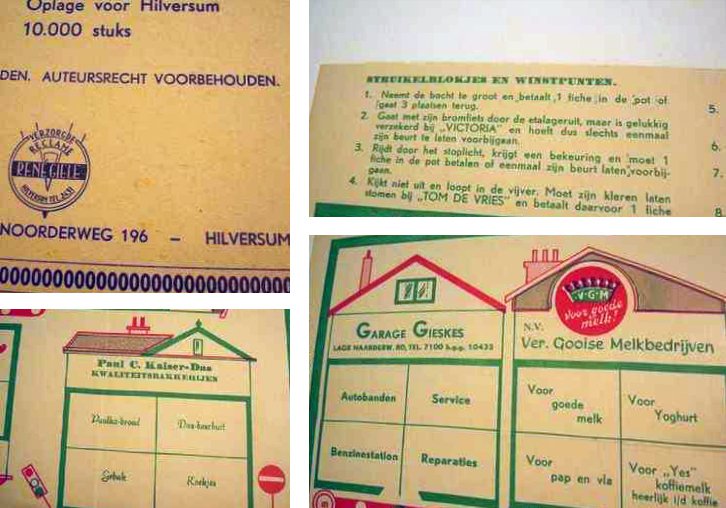 Oplage voor Hilversum
10.000 stuks
DEN. AUTEURSRECHT VOORBEHOUDEN.
VERZORGDE
RECLAME
RENEGIETE
HILVERSUM TEL.
NOORDERWEG 196 — HILVERSUM
STRUIKELBLOKJES EN WINSTPUNTEN.
1. Neemt de bocht te groot en betaalt 1 fiche in de pot of
gaat 3 plaatsen terug.
2. Gaat met zijn bromfiets door de etalageruit, maar is gelukkig
verzekerd bij „VICTORIA” en hoeft dus slechts eenmaal
zijn beurt te laten voorbijgaan.
3. Rijdt door het stoplicht, krijgt een bekeuring en moet 1
fiche in de pot betalen of eenmaal zijn beurt laten voorbij-
gaan.
4. Kijkt niet uit en loopt in de vijver. Moet zijn kleren laten
stomen bij „TOM DE VRIES” en betaalt daarvoor 1 fiche
5.
6.
7.
8
Paul C. Kaiser-Das
KWALITEITSBAKKERIJEN
Paulka-brood
Das-beschuit
Gebak
Koekjes
GARAGE GIESKES
LAGE NAARDERW. 80, TEL. 7100 b.g.g. 10433
Autobanden
Service
Benzinestation
Reparaties
V·G·M
voor goede
melk!
N.V.
Ver. Gooise Melkbedrijven
Voor
goede
melk
Voor
Yoghurt
Voor
pap en vla
Voor „Yes”
koffiemelk
heerlijk i/d koffie